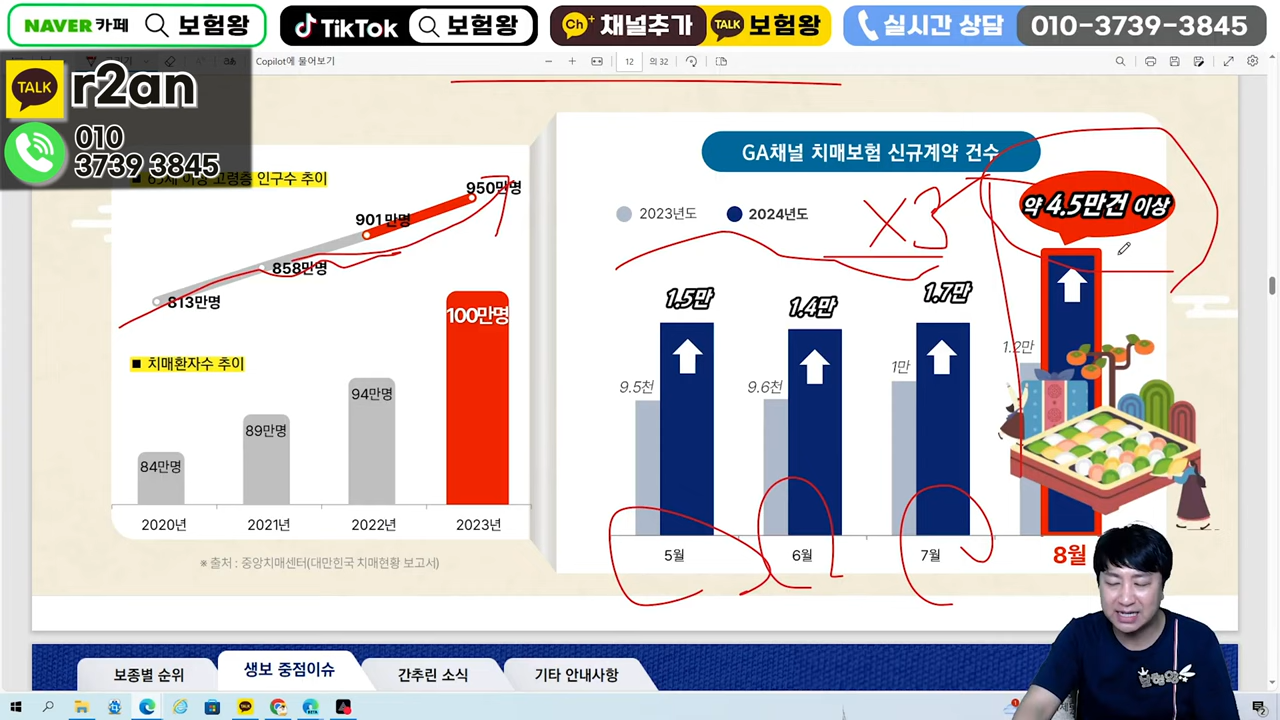 NAVER 카페 보험왕
TikTok 보험왕
Ch+ 채널추가 TALK 보험왕
실시간 상담 010-3739-3845
TALK r2an
010
3739 3845
Copilot에 물어보기
12 의 32
고령층 인구수 추이
813만명
858만명
901만명
950만명
■ 치매환자수 추이
84만명
89만명
94만명
100만명
2020년 2021년 2022년 2023년
※ 출처 : 중앙치매센터(대한민국 치매현황 보고서)
GA채널 치매보험 신규계약 건수
2023년도 2024년도
X3
약 4.5만건 이상
1.5만 1.4만 1.7만
9.5천 9.6천 1만 1.2만
5월 6월 7월 8월
보종별 순위 생보 중점이슈 간추린 소식 기타 안내사항
보험왕